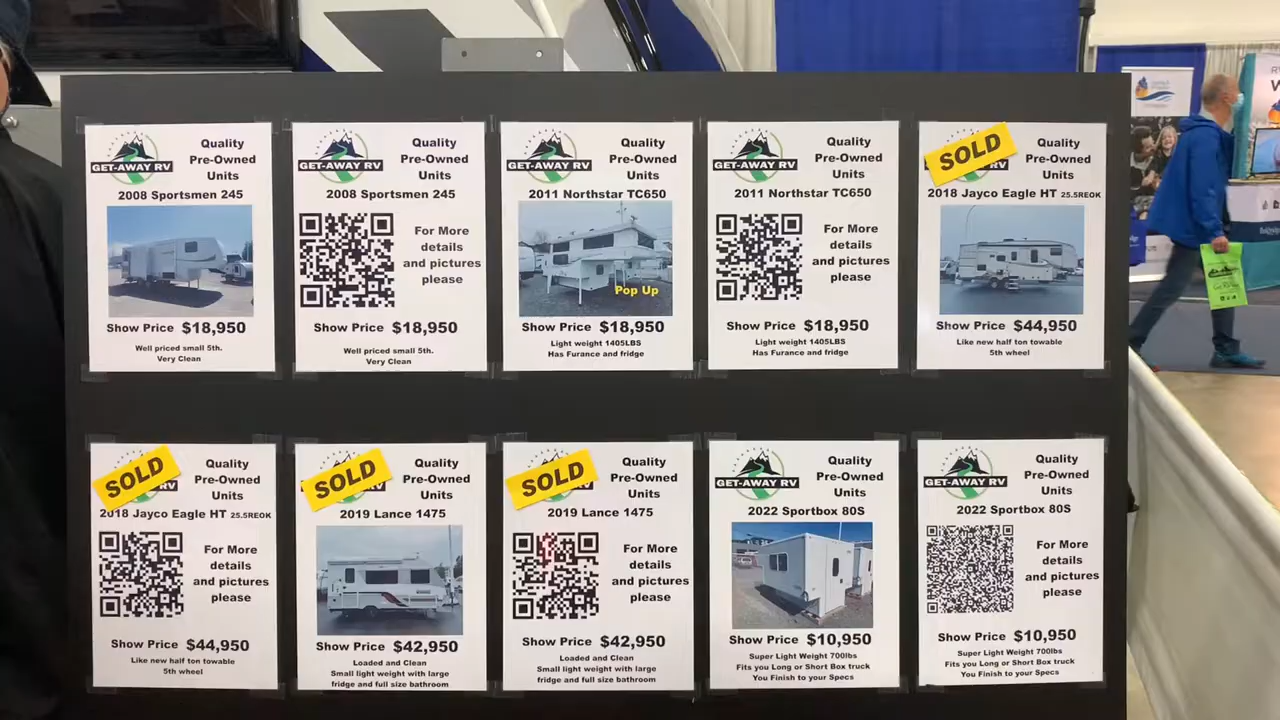 GET-AWAY RV
Quality
Pre-Owned
Units
2008 Sportsmen 245
Show Price $18,950
Well priced small 5th.
Very Clean
GET-AWAY RV
Quality
Pre-Owned
Units
2008 Sportsmen 245
For More
details
and pictures
please
Show Price $18,950
Well priced small 5th.
Very Clean
GET-AWAY RV
Quality
Pre-Owned
Units
2011 Northstar TC650
Pop Up
Show Price $18,950
Light weight 1405LBS
Has Furance and fridge
GET-AWAY RV
Quality
Pre-Owned
Units
2011 Northstar TC650
For More
details
and pictures
please
Show Price $18,950
Light weight 1405LBS
Has Furance and fridge
SOLD
RV
Quality
Pre-Owned
Units
2018 Jayco Eagle HT 25.5REOK
Show Price $44,950
Like new half ton towable
5th wheel
SOLD
RV
Quality
Pre-Owned
Units
2018 Jayco Eagle HT 25.5REOK
For More
details
and pictures
please
Show Price $44,950
Like new half ton towable
5th wheel
SOLD
RV
Quality
Pre-Owned
Units
2019 Lance 1475
Show Price $42,950
Loaded and Clean
Small light weight with large
fridge and full size bathroom
SOLD
RV
Quality
Pre-Owned
Units
2019 Lance 1475
For More
details
and pictures
please
Show Price $42,950
Loaded and Clean
Small light weight with large
fridge and full size bathroom
GET-AWAY RV
Quality
Pre-Owned
Units
2022 Sportbox 80S
Show Price $10,950
Super Light Weight 700lbs
Fits you Long or Short Box truck
You Finish to your Specs
GET-AWAY RV
Quality
Pre-Owned
Units
2022 Sportbox 80S
For More
details
and pictures
please
Show Price $10,950
Super Light Weight 700lbs
Fits you Long or Short Box truck
You Finish to your Specs